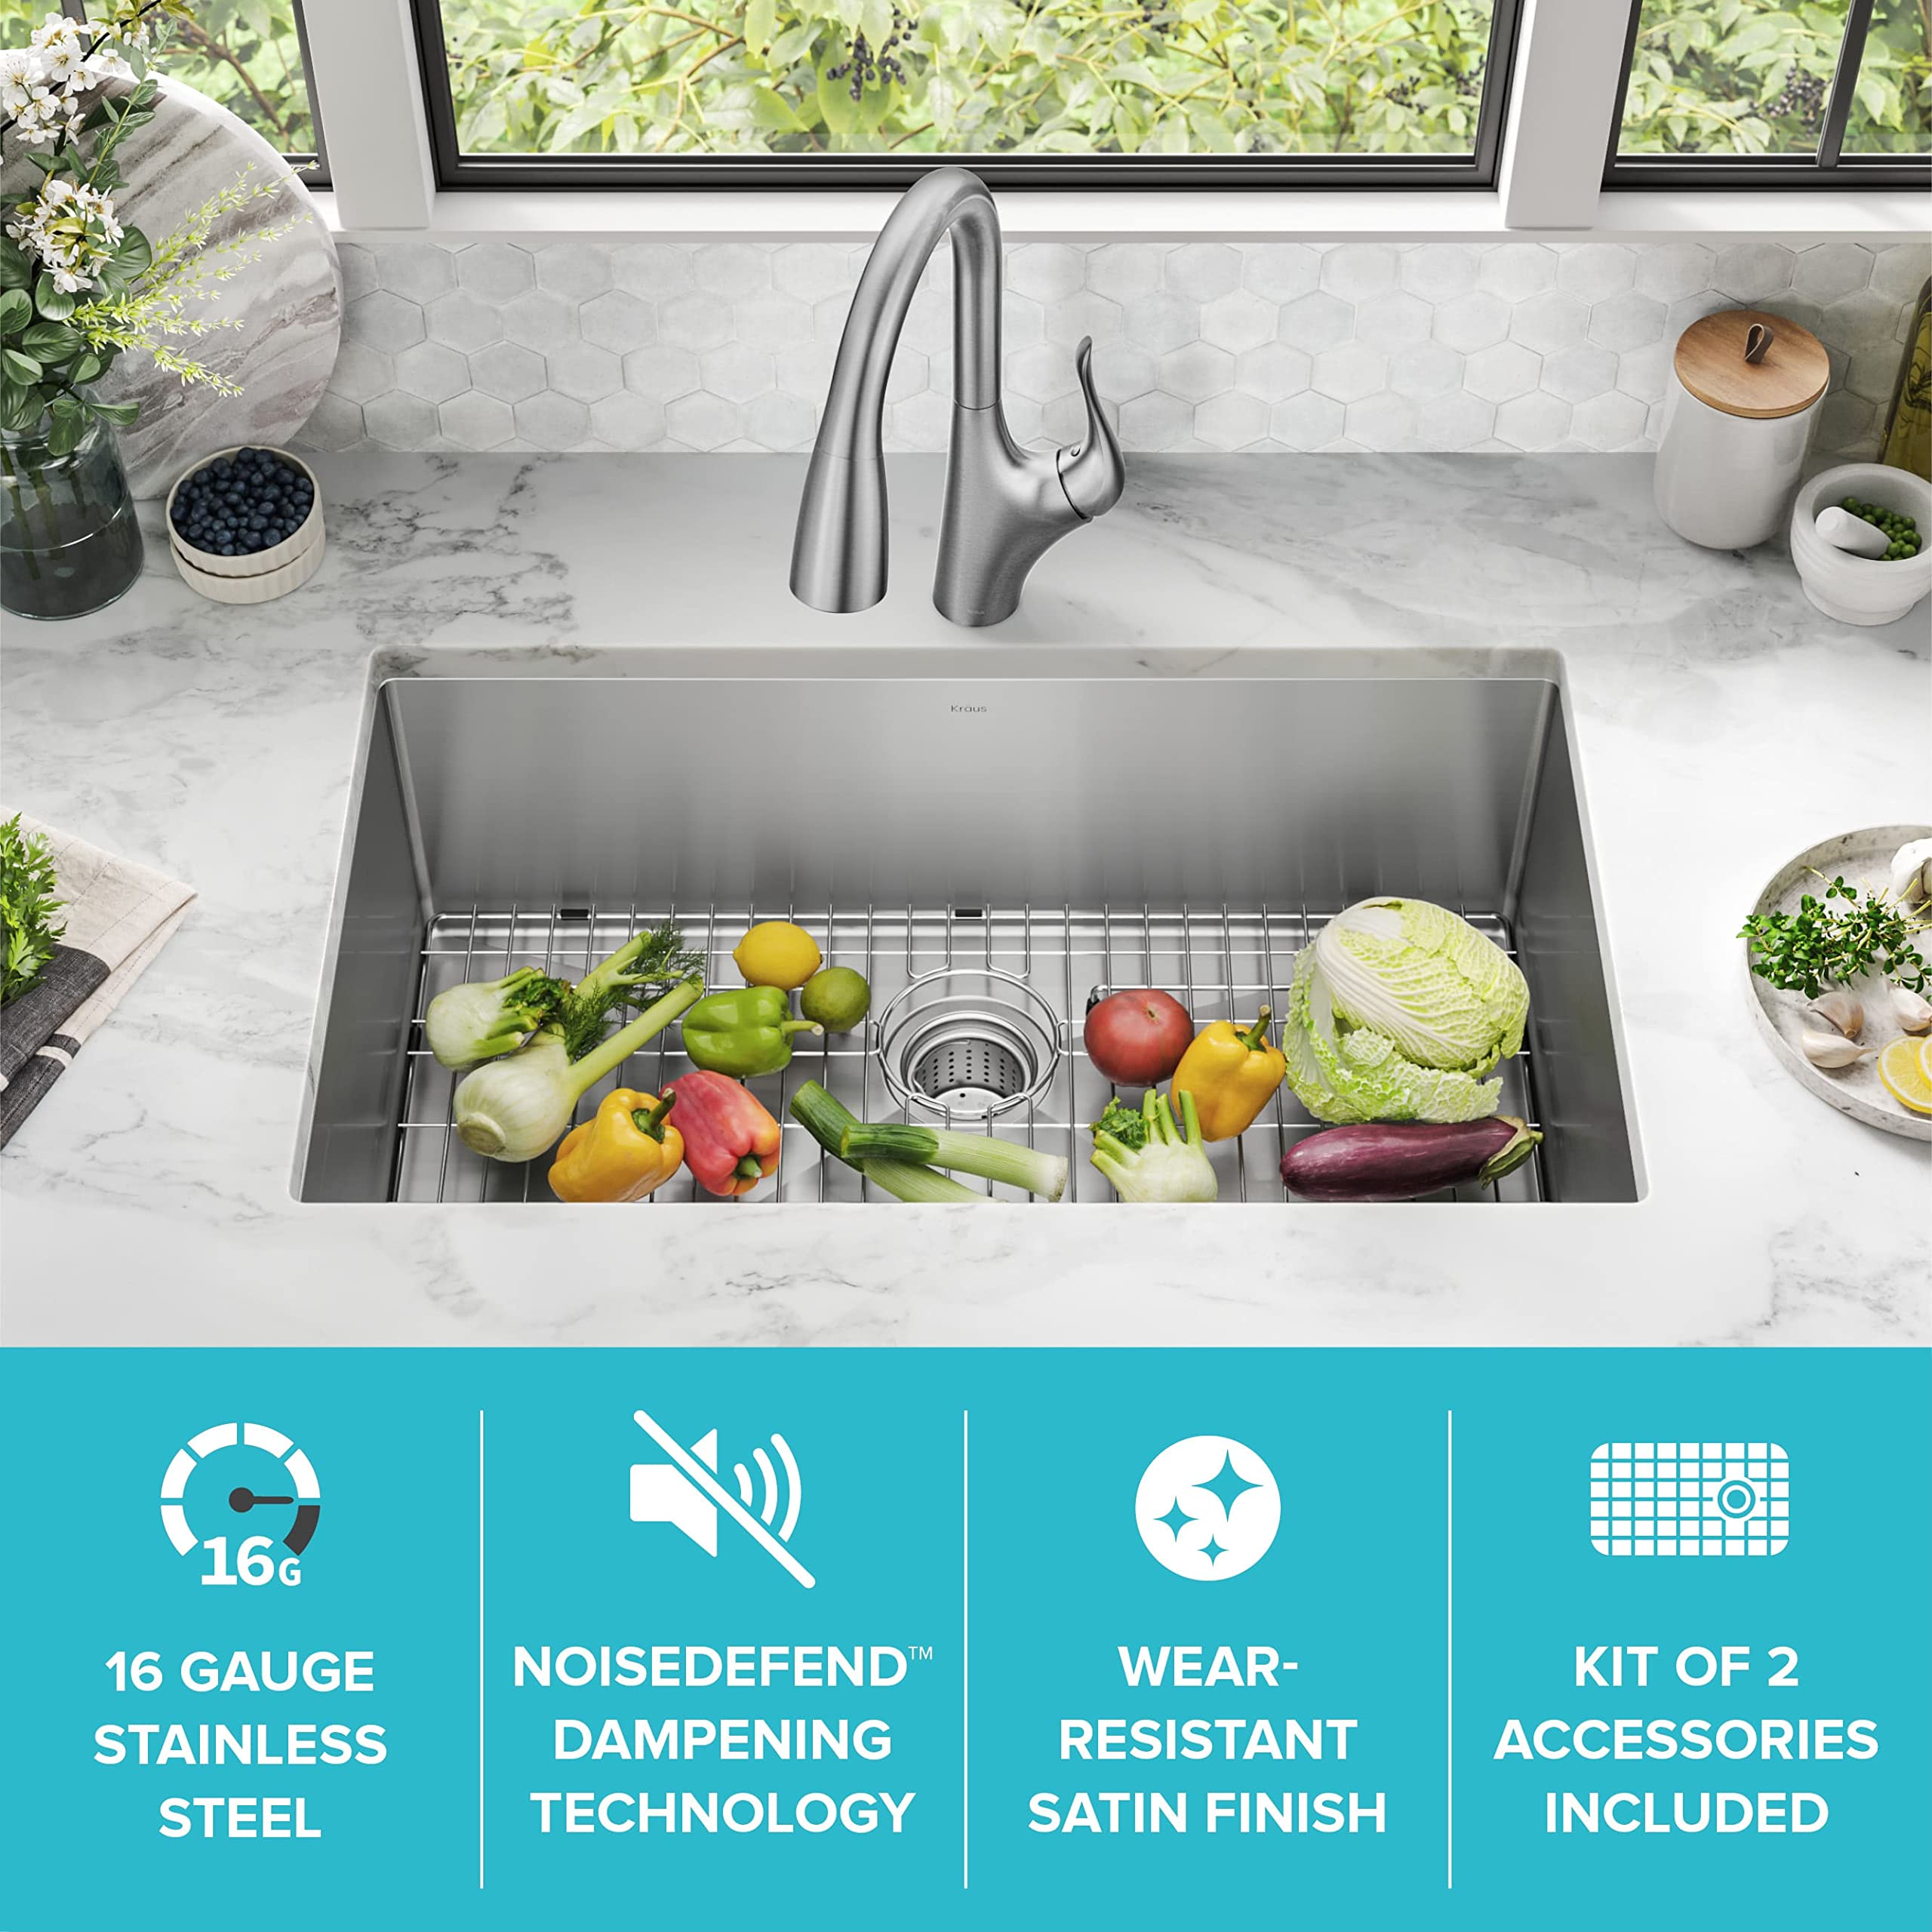 Kraus
16G
16 GAUGE
STAINLESS
STEEL
NOISEDEFEND™
DAMPENING
TECHNOLOGY
WEAR-
RESISTANT
SATIN FINISH
KIT OF 2
ACCESSORIES
INCLUDED